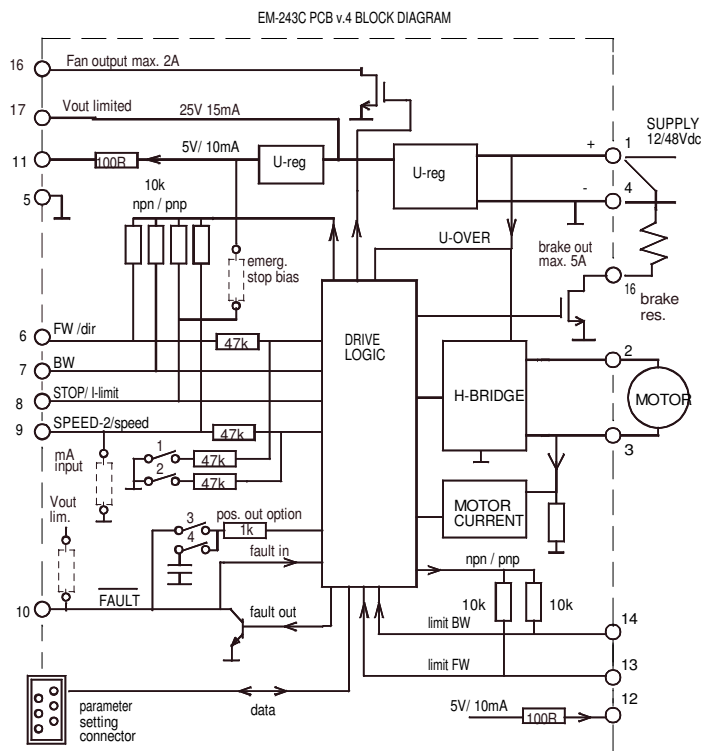 EM-243C PCB v.4 BLOCK DIAGRAM
16
Fan output max. 2A
17
Vout limited
25V 15mA
11
100R
5V/ 10mA
U-reg
U-reg
+
1
SUPPLY
12/48Vdc
5
-
4
10k
npn / pnp
U-OVER
brake out
max. 5A
emerg.
stop bias
16
brake
res.
6
FW /dir
47k
DRIVE
LOGIC
7
BW
H-BRIDGE
2
MOTOR
8
STOP/ I-limit
9
SPEED-2/speed
47k
3
mA
input
1
47k
2
47k
MOTOR
CURRENT
Vout
lim.
3
pos. out option
4
1k
fault in
npn / pnp
10k
10k
10
FAULT
fault out
limit BW
14
limit FW
13
parameter
setting
connector
data
5V/ 10mA
100R
12